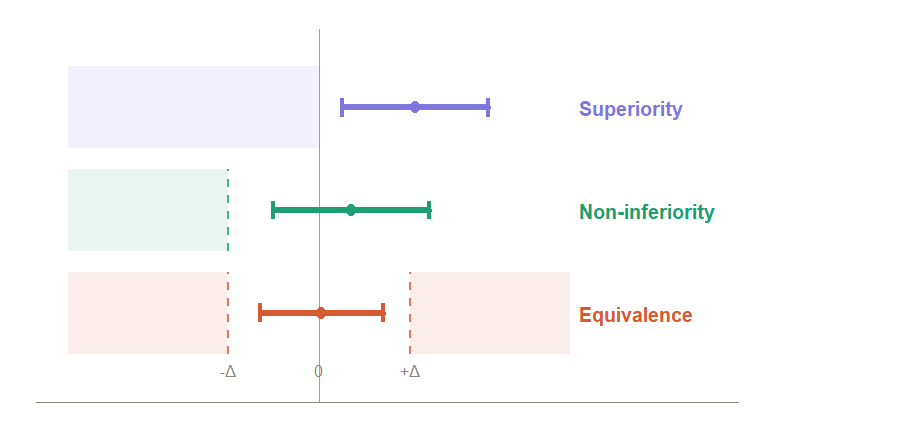 Superiority
Non-inferiority
Equivalence
-Δ 0 +Δ